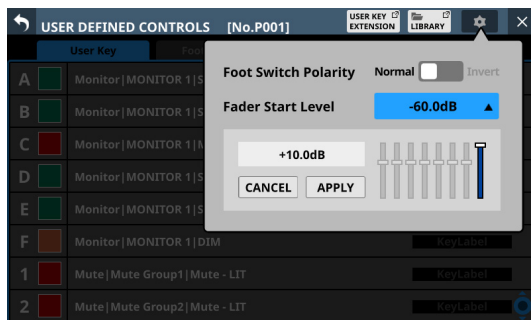 USER DEFINED CONTROLS [No.P001] USER KEY EXTENSION LIBRARY
User Key Foo
A Monitor|MONITOR 1|S
B Monitor|MONITOR 1|S
C Monitor|MONITOR 1|M
D Monitor|MONITOR 1|S
E Monitor|MONITOR 1|S
F Monitor|MONITOR 1|DIM KeyLabel
1 Mute|Mute Group1|Mute - LIT KeyLabel
2 Mute|Mute Group2|Mute - LIT KeyLabel
Foot Switch Polarity Normal Invert
Fader Start Level -60.0dB
+10.0dB
CANCEL APPLY